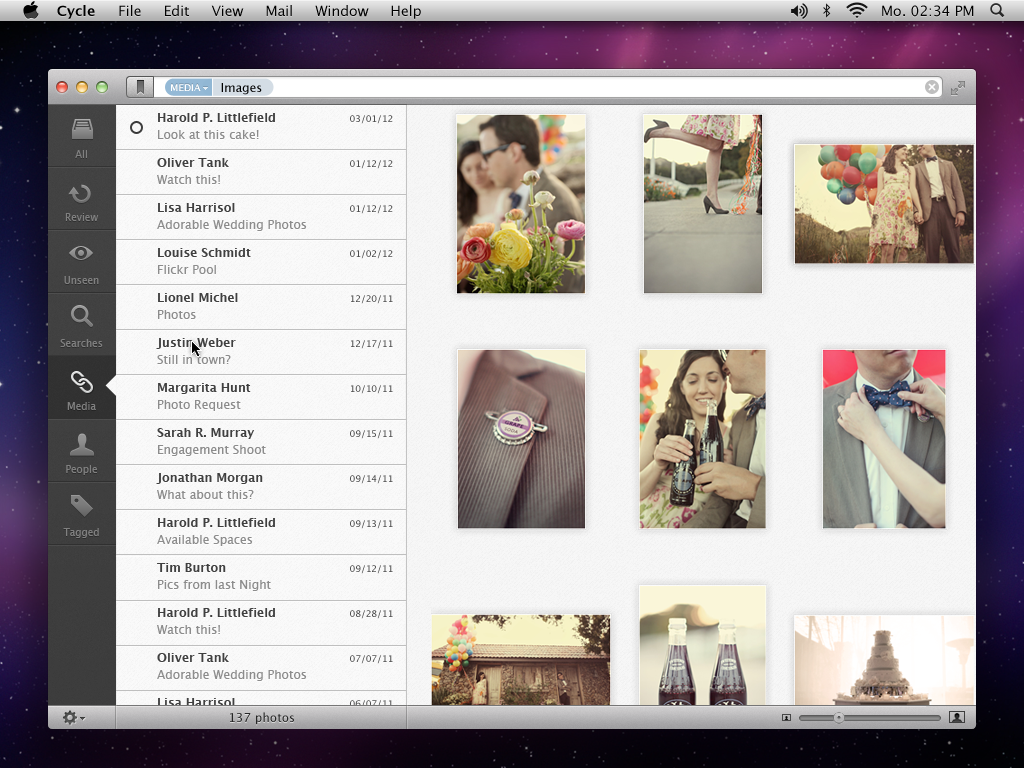 Cycle File Edit View Mail Window Help Mo. 02:34 PM
MEDIA Images
All
Review
Unseen
Searches
Media
People
Tagged
Harold P. Littlefield 03/01/12
Look at this cake!
Oliver Tank 01/12/12
Watch this!
Lisa Harrisol 01/12/12
Adorable Wedding Photos
Louise Schmidt 01/02/12
Flickr Pool
Lionel Michel 12/20/11
Photos
Justin Weber 12/17/11
Still in town?
Margarita Hunt 10/10/11
Photo Request
Sarah R. Murray 09/15/11
Engagement Shoot
Jonathan Morgan 09/14/11
What about this?
Harold P. Littlefield 09/13/11
Available Spaces
Tim Burton 09/12/11
Pics from last Night
Harold P. Littlefield 08/28/11
Watch this!
Oliver Tank 07/07/11
Adorable Wedding Photos
Lisa Harrisol 06/07/11
GRAPE
SODA
137 photos